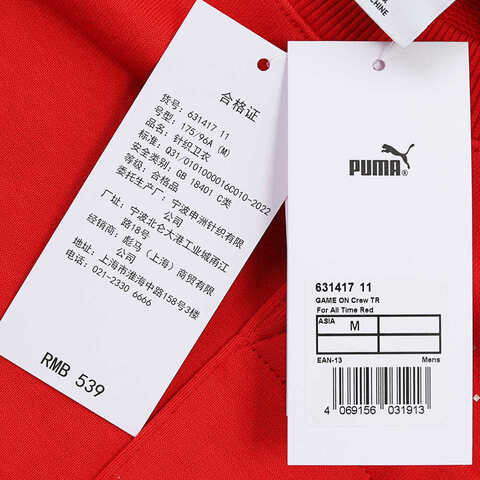 CHINE
合格证
货号: 631417 11
号型: 175/96A (M)
品名: 针织卫衣
标准: Q31/0101000016C010-2022
安全类别: GB 18401 C类
等级: 合格品
委托生产厂: 宁波申洲针织有限
公司
厂址: 宁波北仑大港工业城甬江
路18号
经销商: 彪马(上海)商贸有限
公司
地址: 上海市淮海中路158号3楼
电话: 021-2330 6666
RMB 539
PUMA®
631417 11
GAME ON Crew TR
For All Time Red
ASIA M
EAN-13 Mens
4 069156 031913